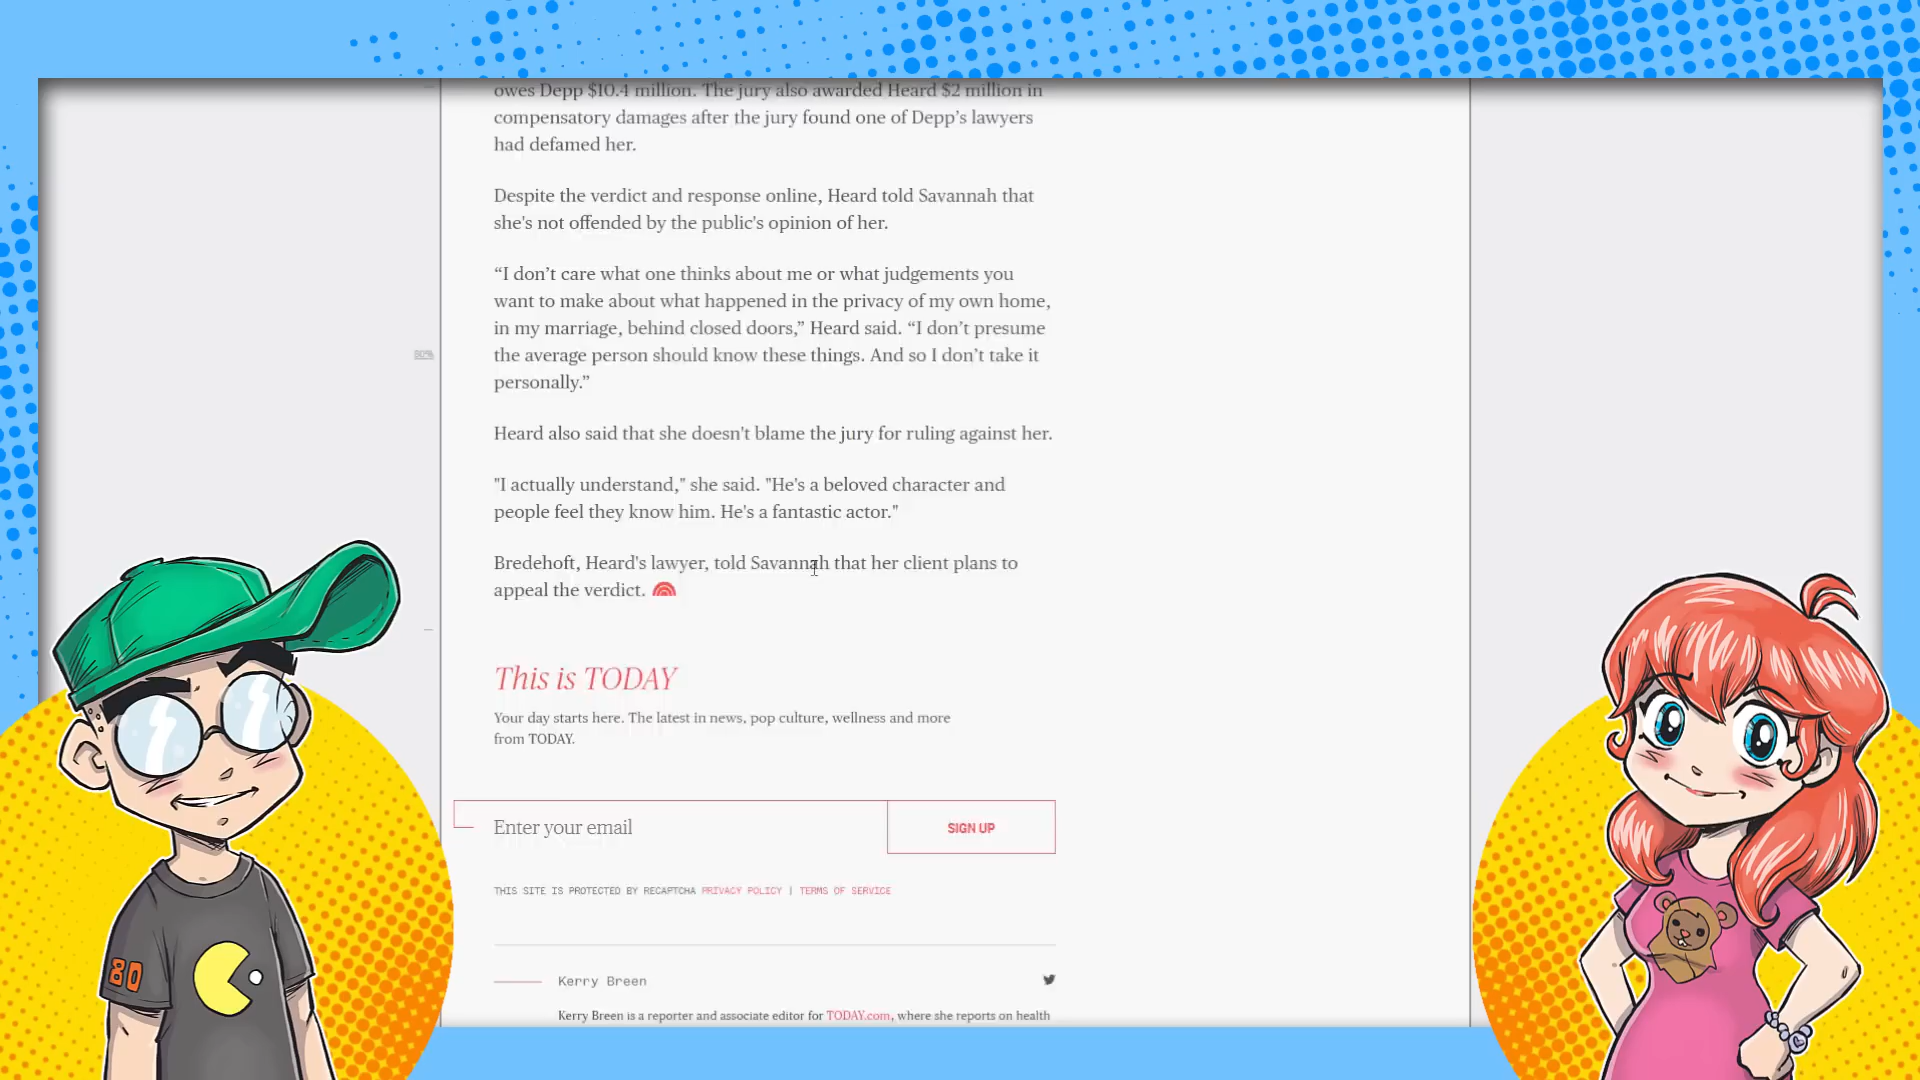 owes Depp $10.4 million. The jury also awarded Heard $2 million in
compensatory damages after the jury found one of Depp’s lawyers
had defamed her.
Despite the verdict and response online, Heard told Savannah that
she's not offended by the public's opinion of her.
“I don’t care what one thinks about me or what judgements you
want to make about what happened in the privacy of my own home,
in my marriage, behind closed doors,” Heard said. “I don’t presume
the average person should know these things. And so I don’t take it
personally.”
80%
Heard also said that she doesn't blame the jury for ruling against her.
"I actually understand," she said. "He's a beloved character and
people feel they know him. He's a fantastic actor."
Bredehoft, Heard's lawyer, told Savannah that her client plans to
appeal the verdict.
This is TODAY
Your day starts here. The latest in news, pop culture, wellness and more
from TODAY.
Enter your email
SIGN UP
THIS SITE IS PROTECTED BY RECAPTCHA PRIVACY POLICY | TERMS OF SERVICE
Kerry Breen
Kerry Breen is a reporter and associate editor for TODAY.com, where she reports on health
80